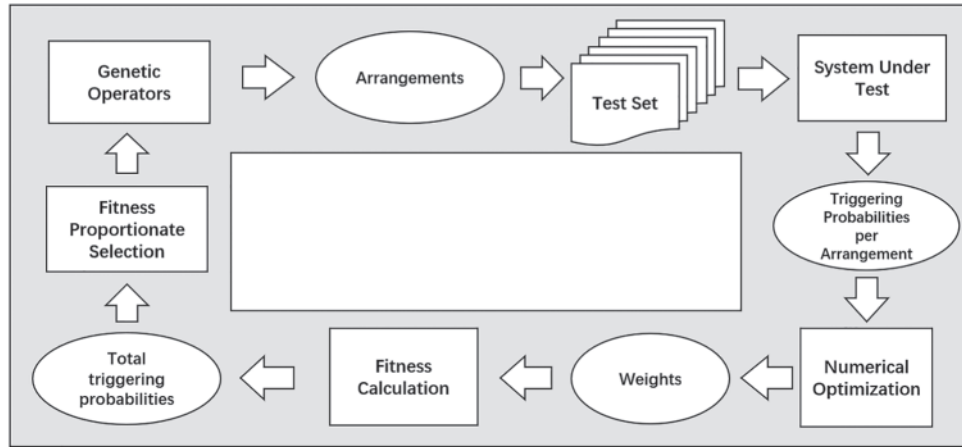 Genetic
Operators
Arrangements
Test Set
System Under
Test
Triggering
Probabilities
per
Arrangement
Numerical
Optimization
Weights
Fitness
Calculation
Total
triggering
probabilities
Fitness
Proportionate
Selection